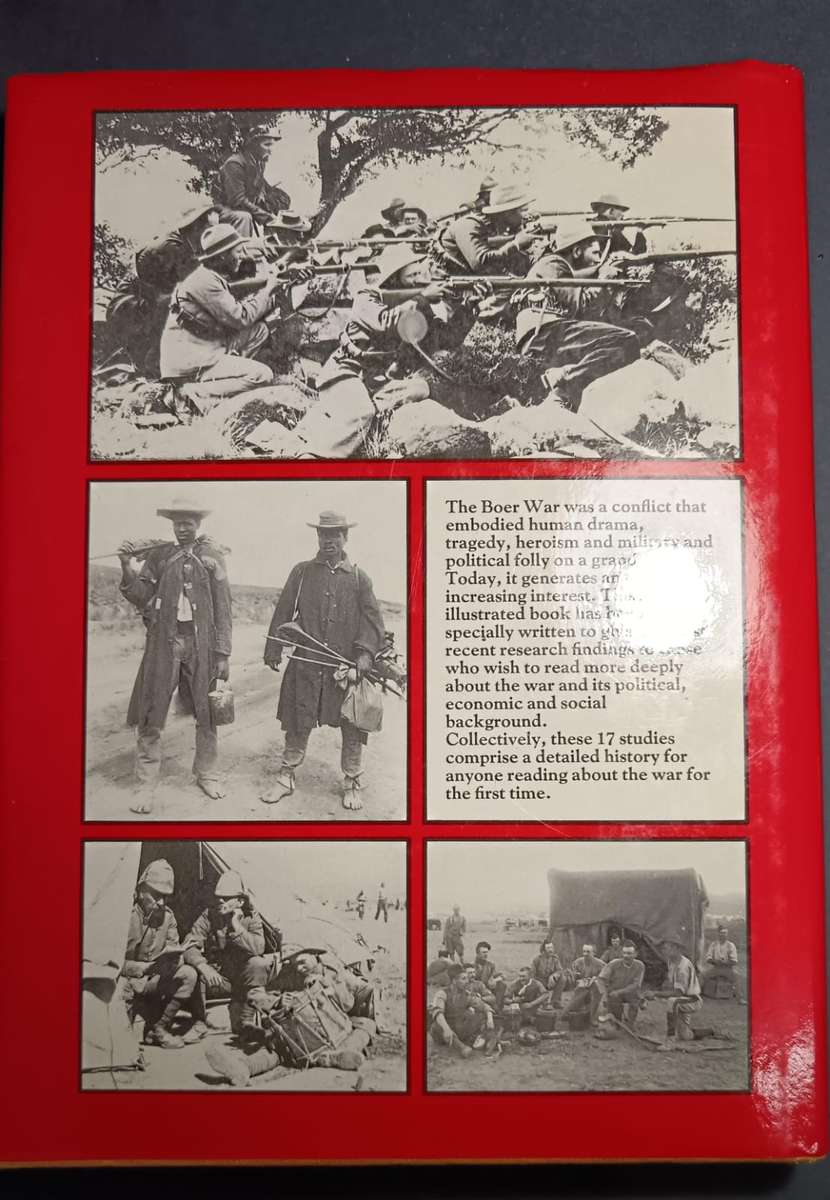 The Boer War was a conflict that
embodied human drama,
tragedy, heroism and military and
political folly on a grand
Today, it generates an
increasing interest.
illustrated book has
specially written to
recent research findings to those
who wish to read more deeply
about the war and its political,
economic and social
background.
Collectively, these 17 studies
comprise a detailed history for
anyone reading about the war for
the first time.